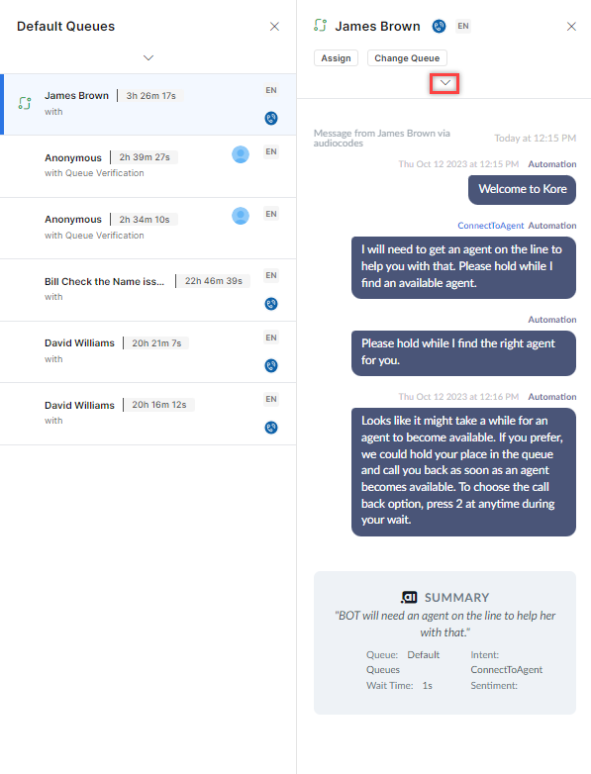 Default Queues
James Brown 3h 26m 17s EN
with
Anonymous 2h 39m 27s EN
with Queue Verification
Anonymous 2h 34m 10s EN
with Queue Verification
Bill Check the Name iss... 22h 46m 39s EN
with
David Williams 20h 21m 7s EN
with
David Williams 20h 16m 12s EN
with
James Brown EN
Assign Change Queue
Message from James Brown via
audiocodes
Today at 12:15 PM
Thu Oct 12 2023 at 12:15 PM Automation
Welcome to Kore
ConnectToAgent Automation
I will need to get an agent on the line to
help you with that. Please hold while I
find an available agent.
Automation
Please hold while I find the right agent
for you.
Thu Oct 12 2023 at 12:16 PM Automation
Looks like it might take a while for an
agent to become available. If you prefer,
we could hold your place in the queue
and call you back as soon as an agent
becomes available. To choose the call
back option, press 2 at anytime during
your wait.
.ai SUMMARY
"BOT will need an agent on the line to help her
with that."
Queue: Default
Queues
Wait Time: 1s
Intent:
ConnectToAgent
Sentiment: